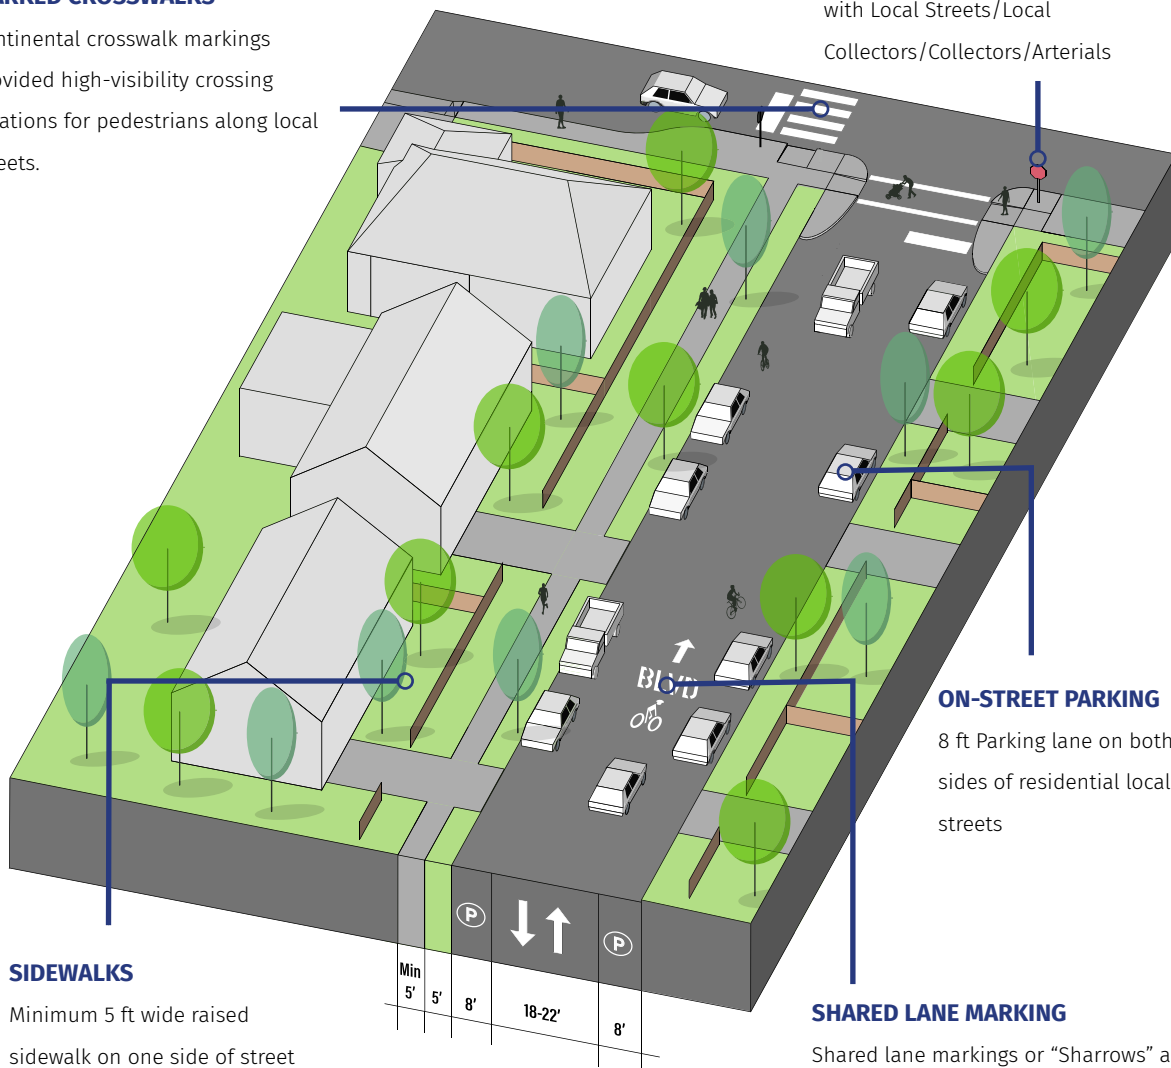 ntinental crosswalk markings
ovided high-visibility crossing
ations for pedestrians along local
eets.
with Local Streets/Local
Collectors/Collectors/Arterials
BLVD
ON-STREET PARKING
8 ft Parking lane on both
sides of residential local
streets
P
P
Min
5'
5'
8'
18-22'
8'
SIDEWALKS
Minimum 5 ft wide raised
sidewalk on one side of street
SHARED LANE MARKING
Shared lane markings or “Sharrows” a